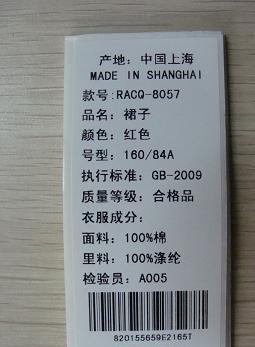 产地：中国上海
MADE IN SHANGHAI
款号:RACQ-8057
品名：裙子
颜色：红色
号型：160/84A
执行标准：GB-2009
质量等级：合格品
衣服成分：
面料：100%棉
里料：100%涤纶
检验员：A005
820155659E2165T